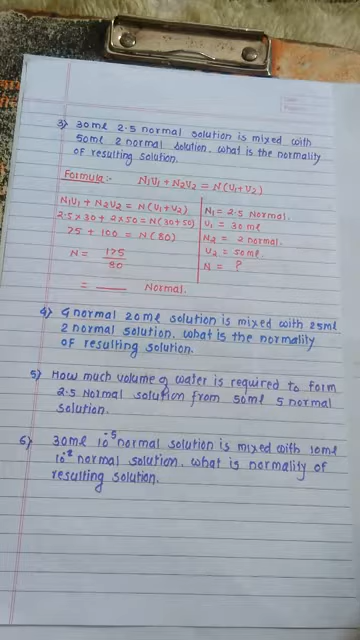 3) 30ml 2.5 normal solution is mixed with
50ml 2 normal solution. what is the normality
of resulting solution.
Formula:- N₁V₁ + N₂V₂ = N(V₁+V₂)
N₁V₁ + N₂V₂ = N(V₁+V₂)
2.5 x 30 + 2 x 50 = N(30+50)
75 + 100 = N(80)
N = 175
80
= ____ Normal.
N₁ = 2.5 Normal.
V₁ = 30 ml
N₂ = 2 normal.
V₂ = 50 ml
N = ?
4) 4 normal 20ml solution is mixed with 25ml
2 normal solution. what is the normality
of resulting solution.
5) How much volume of water is required to form
2.5 Normal solution from 50ml 5 normal
solution.
6) 30ml 10⁻⁵ normal solution is mixed with 10ml
10⁻² normal solution. what is normality of
resulting solution.